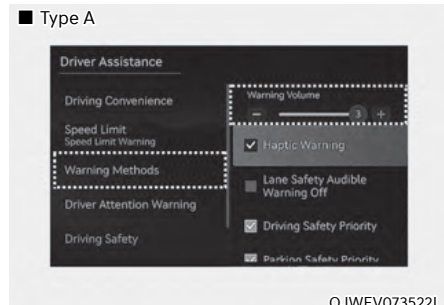 ■ Type A
Driver Assistance
Driving Convenience
Speed Limit
Speed Limit Warning
Warning Methods
Driver Attention Warning
Driving Safety
Warning Volume
− 3 +
Haptic Warning
Lane Safety Audible
Warning Off
Driving Safety Priority
Parking Safety Priority
OJWEV073522L